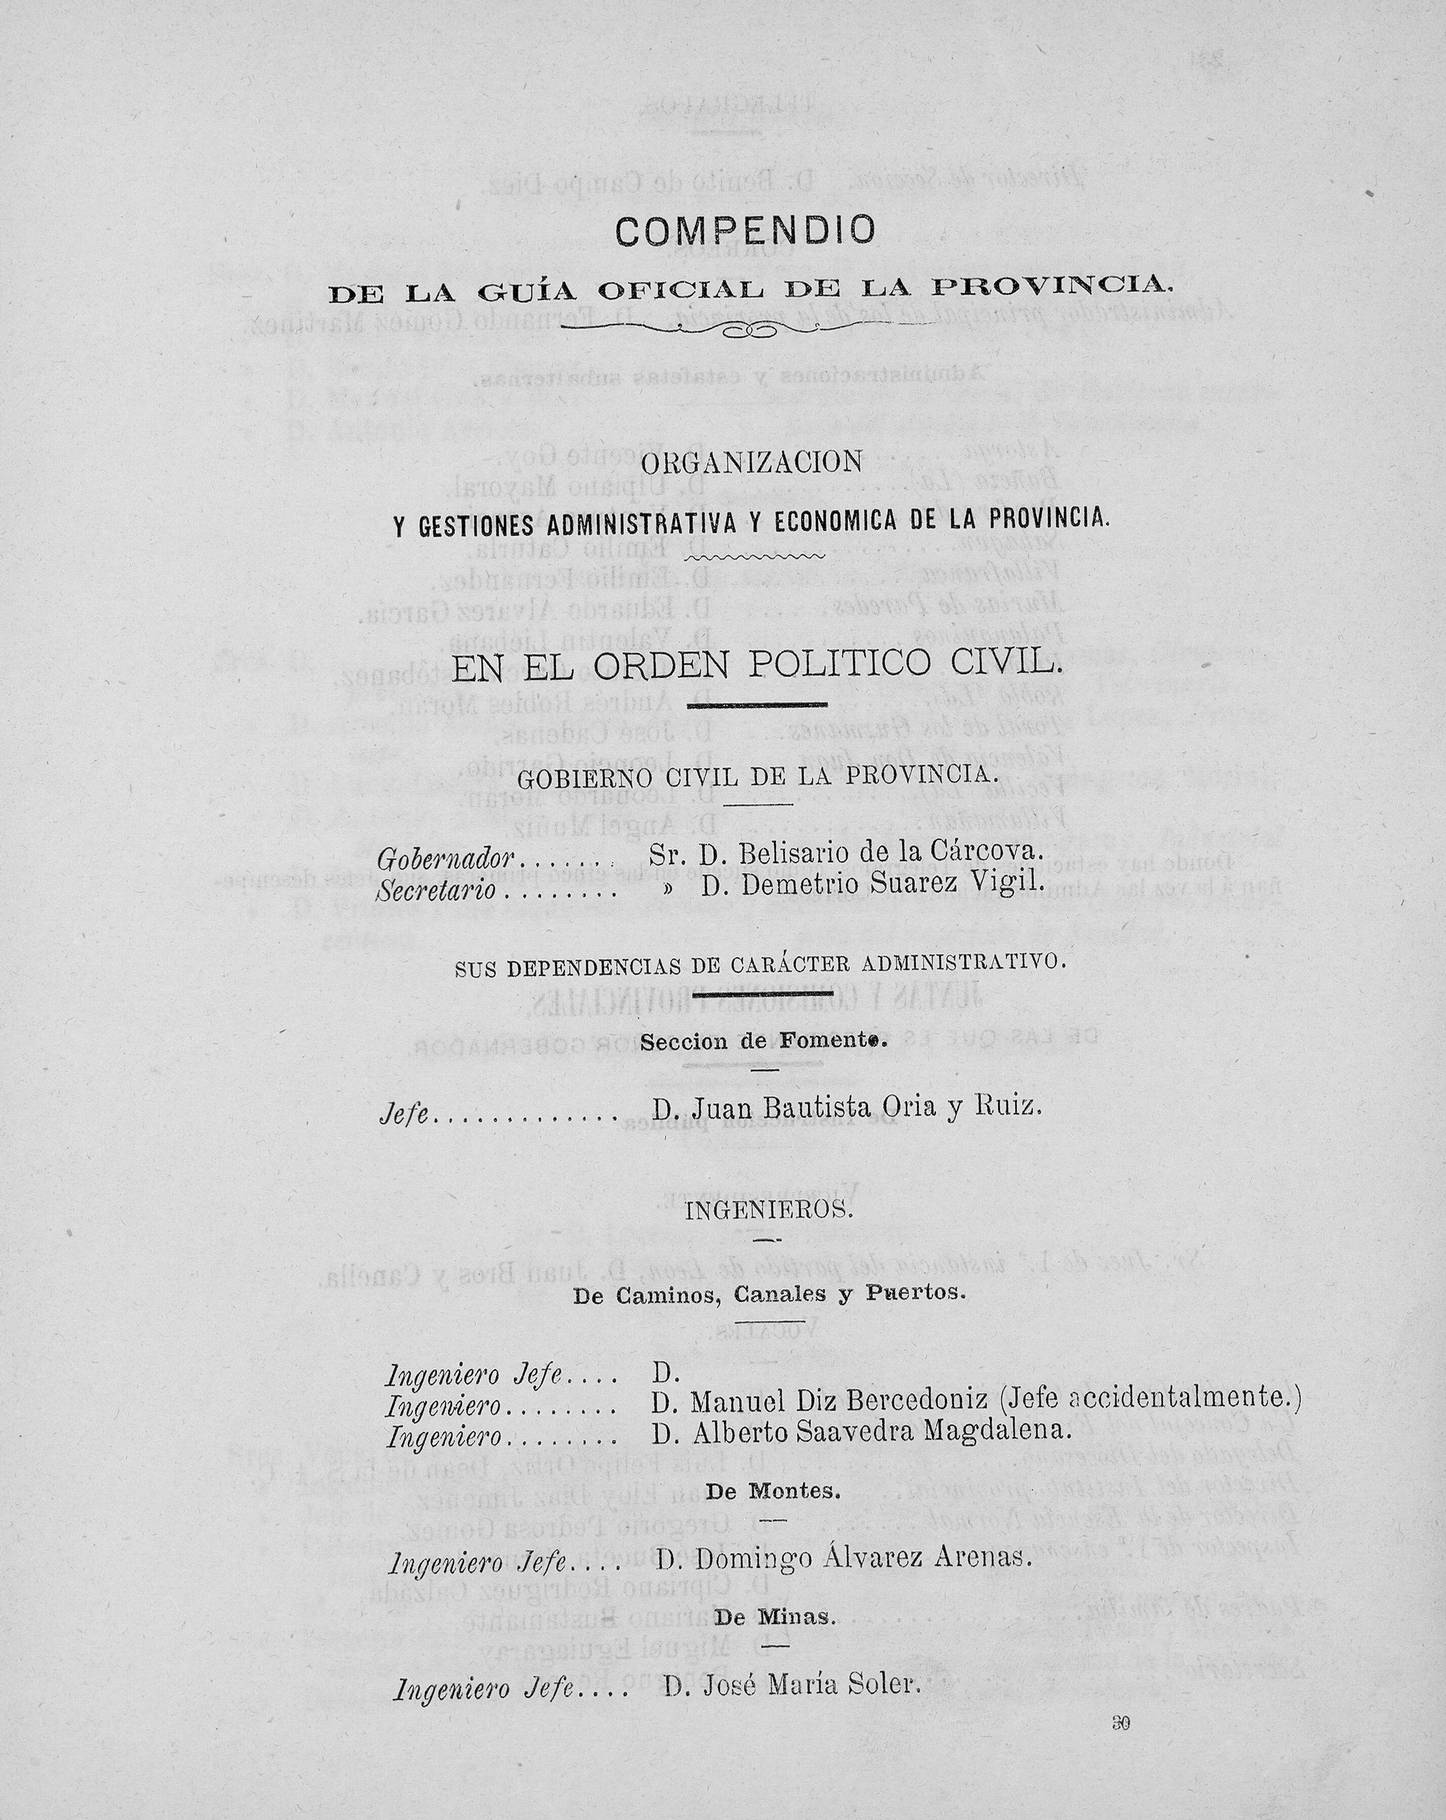 COMPENDIO
DE LA GUÍA OFICIAL DE LA PROVINCIA.
ORGANIZACION
Y GESTIONES ADMINISTRATIVA Y ECONOMICA DE LA PROVINCIA.
EN EL ORDEN POLITICO CIVIL.
GOBIERNO CIVIL DE LA PROVINCIA.
Gobernador....... Sr. D. Belisario de la Cárcova.
Secretario........ » D. Demetrio Suarez Vigil.
SUS DEPENDENCIAS DE CARÁCTER ADMINISTRATIVO.
Seccion de Fomento.
Jefe............. D. Juan Bautista Oria y Ruiz.
INGENIEROS.
De Caminos, Canales y Puertos.
Ingeniero Jefe.... D.
Ingeniero........ D. Manuel Diz Bercedoniz (Jefe accidentalmente.)
Ingeniero........ D. Alberto Saavedra Magdalena.
De Montes.
Ingeniero Jefe.... D. Domingo Álvarez Arenas.
De Minas.
Ingeniero Jefe.... D. José María Soler.
30